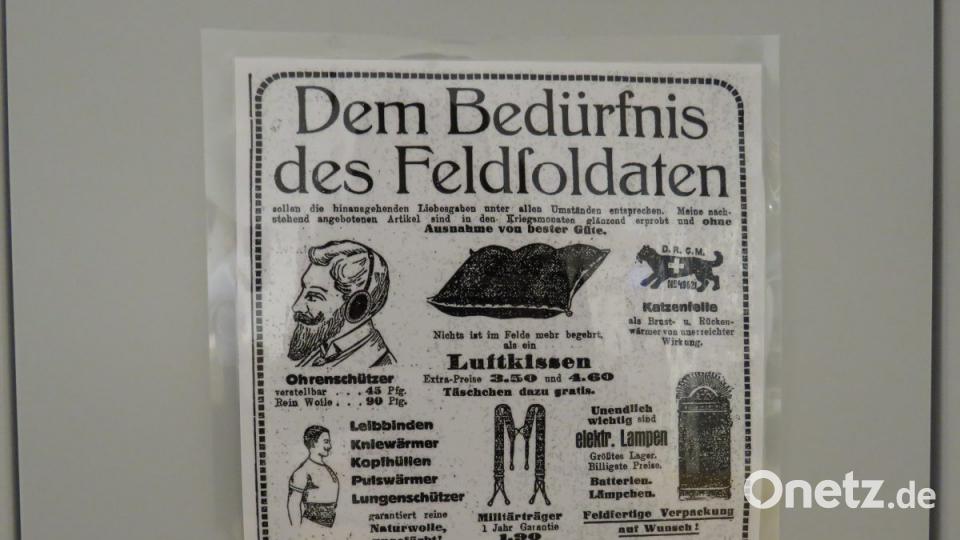 Dem Bedürfnis
des Feldſoldaten
sollen die hinausgehenden Liebesgaben unter allen Umständen entsprechen. Meine nach-
stehend angebotenen Artikel sind in den Kriegsmonaten glänzend erprobt und ohne
Ausnahme von bester Güte.
D. R. G. M.
Katzenfelle
als Brust- u. Rücken-
wärmer von unerreichter
Wirkung.
Nichts ist im Felde mehr begehrt,
als ein
Luftkissen
Extra-Preise 3.50 und 4.60
Täschchen dazu gratis.
Ohrenschützer
verstellbar . . . 45 Pfg.
Rein Wolle . . . 90 Pfg.
Leibbinden
Kniewärmer
Kopfhüllen
Pulswärmer
Lungenschützer
garantiert reine
Naturwolle,
Militärträger
1 Jahr Garantie
1.90
Unendlich
wichtig sind
elektr. Lampen
Größtes Lager.
Billigste Preise.
Batterien.
Lämpchen.
Feldfertige Verpackung
auf Wunsch!
Onetz.de